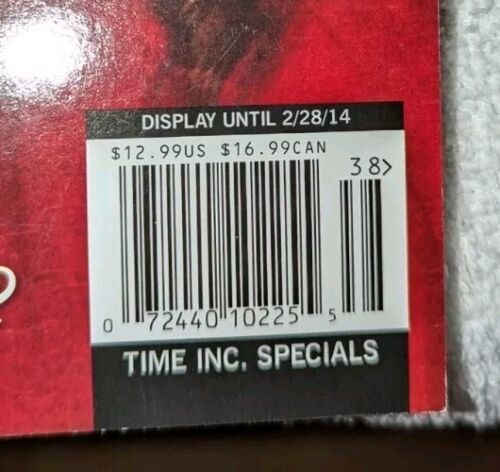 DISPLAY UNTIL 2/28/14
$12.99US $16.99CAN
38>
0 72440 10225 5
TIME INC. SPECIALS